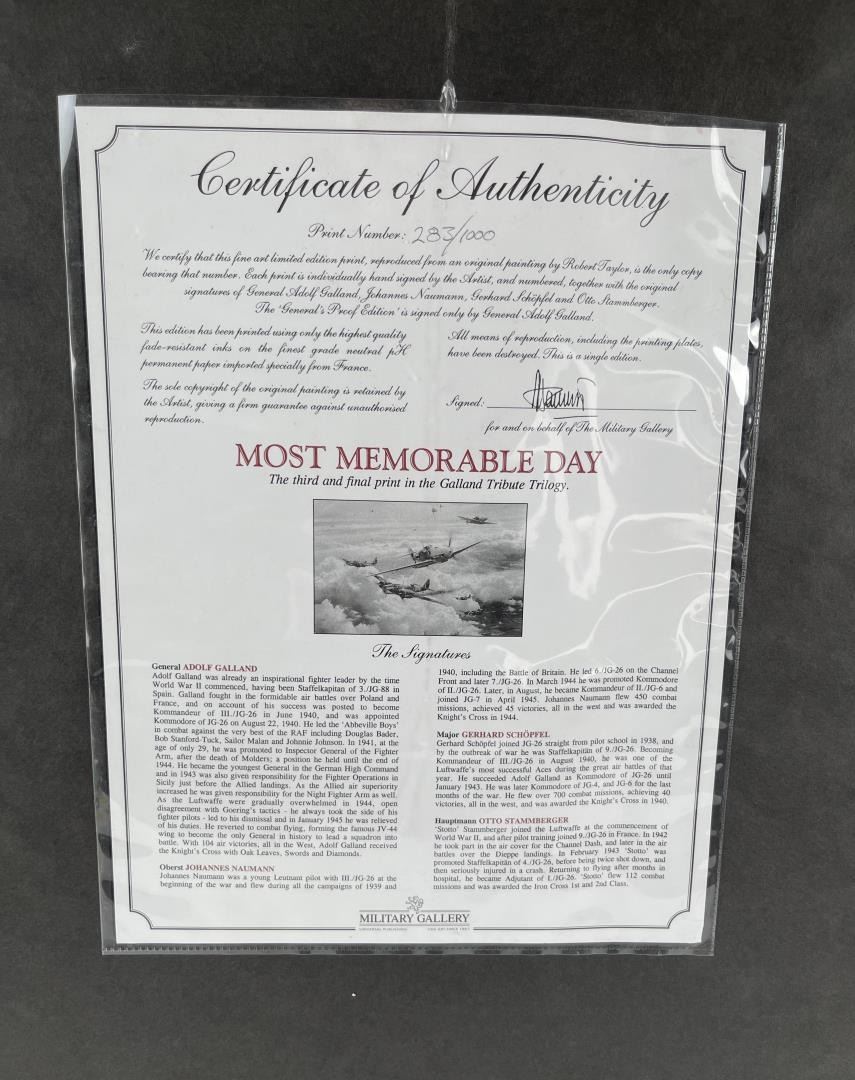 Certificate of Authenticity
Print Number: 283/1000
We certify that this fine art limited edition print, reproduced from an original painting by Robert Taylor, is the only copy
bearing that number. Each print is individually hand signed by the Artist, and numbered, together with the original
signatures of General Adolf Galland, Johannes Naumann, Gerhard Schöpfel and Otto Stammberger.
The 'General's Proof Edition' is signed only by General Adolf Galland.
This edition has been printed using only the highest quality
fade-resistant inks on the finest grade neutral pH
permanent paper imported specially from France.
The sole copyright of the original painting is retained by
the Artist, giving a firm guarantee against unauthorised
reproduction.
All means of reproduction, including the printing plates,
have been destroyed. This is a single edition.
Signed:
for and on behalf of The Military Gallery
MOST MEMORABLE DAY
The third and final print in the Galland Tribute Trilogy.
The Signatures
General ADOLF GALLAND
Adolf Galland was already an inspirational fighter leader by the time
World War II commenced, having been Staffelkapitan of 3./JG-88 in
Spain. Galland fought in the formidable air battles over Poland and
France, and on account of his success was posted to become
Kommandeur of III./JG-26 in June 1940, and was appointed
Kommodore of JG-26 on August 22, 1940. He led the 'Abbeville Boys'
in combat against the very best of the RAF including Douglas Bader,
Bob Stanford-Tuck, Sailor Malan and Johnnie Johnson. In 1941, at the
age of only 29, he was promoted to Inspector General of the Fighter
Arm, after the death of Molders; a position he held until the end of
1944. He became the youngest General in the German High Command
and in 1943 was also given responsibility for the Fighter Operations in
Sicily just before the Allied landings. As the Allied air superiority
increased he was given responsibility for the Night Fighter Arm as well.
As the Luftwaffe were gradually overwhelmed in 1944, open
disagreement with Goering's tactics - he always took the side of his
fighter pilots - led to his dismissal and in January 1945 he was relieved
of his duties. He reverted to combat flying, forming the famous JV-44
wing to become the only General in history to lead a squadron into
battle. With 104 air victories, all in the West, Adolf Galland received
the Knight's Cross with Oak Leaves, Swords and Diamonds.
Oberst JOHANNES NAUMANN
Johannes Naumann was a young Leutnant pilot with III./JG-26 at the
beginning of the war and flew during all the campaigns of 1939 and
1940, including the Battle of Britain. He led 6./JG-26 on the Channel
Front and later 7./JG-26. In March 1944 he was promoted Kommodore
of II./JG-26. Later, in August, he became Kommandeur of II./JG-6 and
joined JG-7 in April 1945. Johannes Naumann flew 450 combat
missions, achieved 45 victories, all in the west and was awarded the
Knight's Cross in 1944.
Major GERHARD SCHÖPFEL
Gerhard Schöpfel joined JG-26 straight from pilot school in 1938, and
by the outbreak of war he was Staffelkapitän of 9./JG-26. Becoming
Kommandeur of III./JG-26 in August 1940, he was one of the
Luftwaffe's most successful Aces during the great air battles of that
year. He succeeded Adolf Galland as Kommodore of JG-26 until
January 1943. He was later Kommodore of JG-4, and JG-6 for the last
months of the war. He flew over 700 combat missions, achieving 40
victories, all in the west, and was awarded the Knight's Cross in 1940.
Hauptmann OTTO STAMMBERGER
'Stotto' Stammberger joined the Luftwaffe at the commencement of
World War II, and after pilot training joined 9./JG-26 in France. In 1942
he took part in the air cover for the Channel Dash, and later in the air
battles over the Dieppe landings. In February 1943 'Stotto' was
promoted Staffelkapitän of 4./JG-26, before being twice shot down, and
then seriously injured in a crash. Returning to flying after months in
hospital, he became Adjutant of I./JG-26. 'Stotto' flew 112 combat
missions and was awarded the Iron Cross 1st and 2nd Class.
MILITARY GALLERY